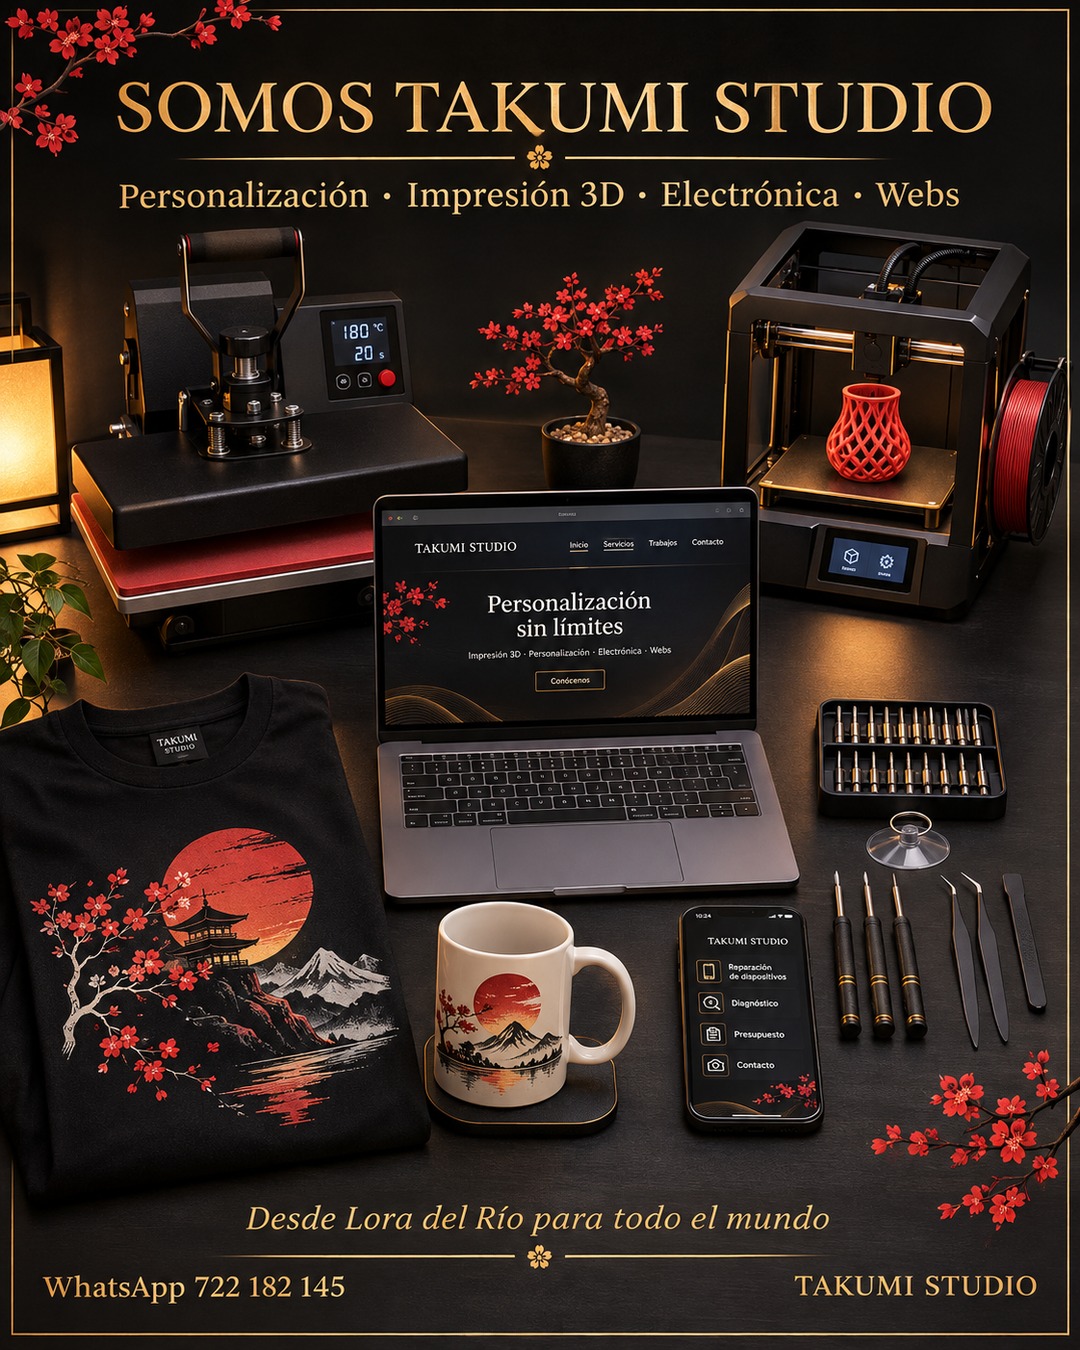 SOMOS TAKUMI STUDIO
Personalización · Impresión 3D · Electrónica · Webs
180 °C
20 s
TAKUMI STUDIO
Inicio Servicios Trabajos Contacto
Personalización
sin límites
Impresión 3D · Personalización · Electrónica · Webs
Conócenos
TAKUMI
STUDIO
10:24
TAKUMI STUDIO
Reparación
de dispositivos
Diagnóstico
Presupuesto
Contacto
Desde Lora del Río para todo el mundo
WhatsApp 722 182 145
TAKUMI STUDIO